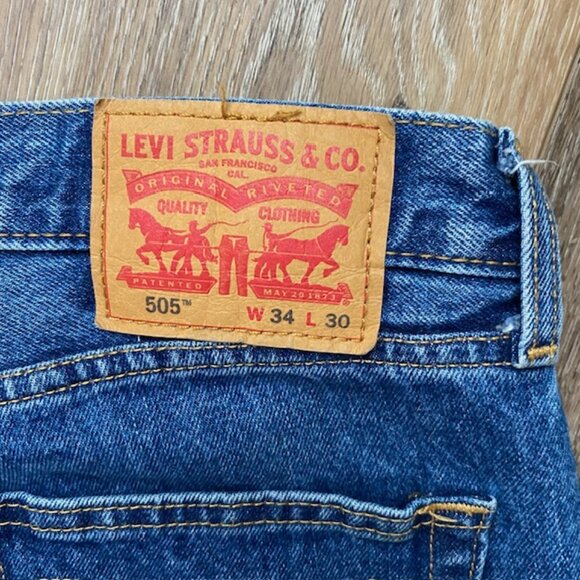 LEVI STRAUSS & CO.
SAN FRANCISCO
CAL.
ORIGINAL RIVETED
QUALITY CLOTHING
PATENTED MAY 20 1873
505™ W 34 L 30